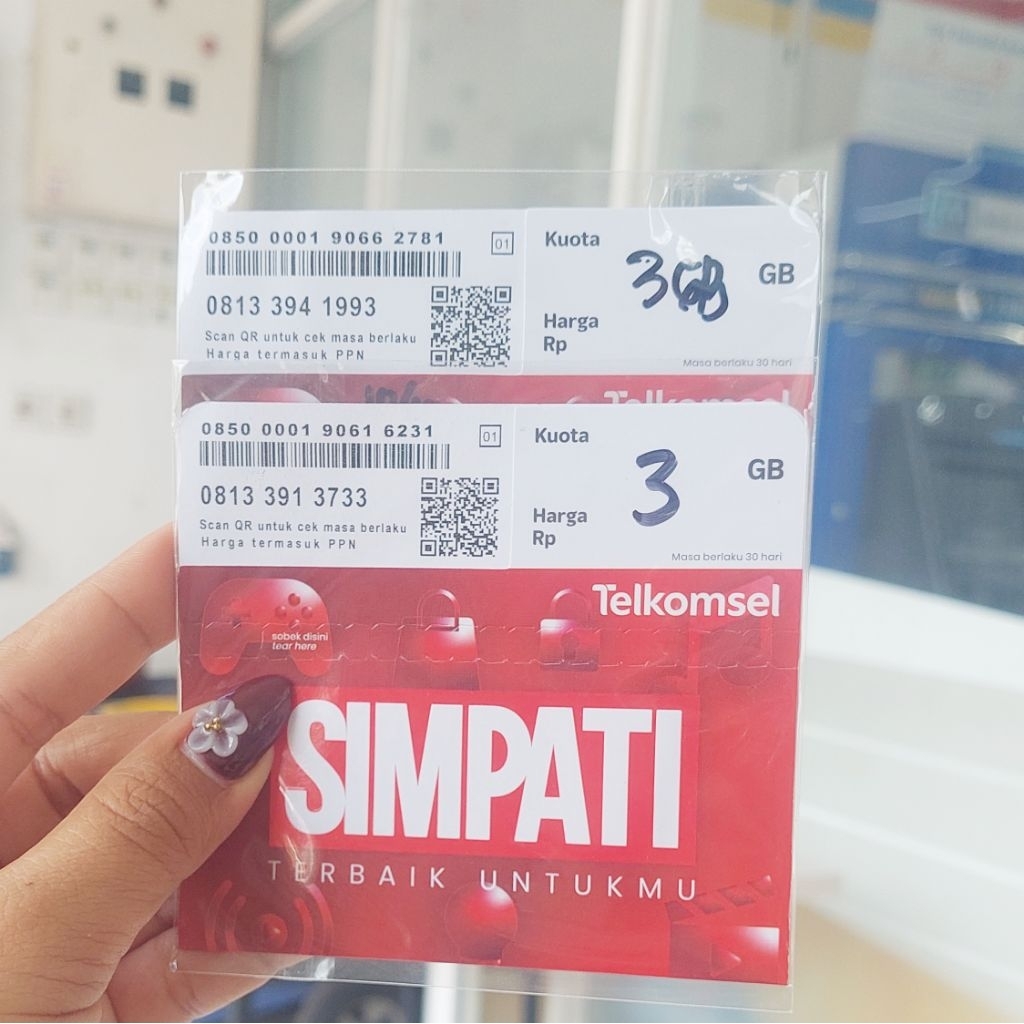 0850 0001 9066 2781
01
0813 394 1993
Scan QR untuk cek masa berlaku
Harga termasuk PPN
Kuota 3 GB GB
Harga
Rp
Masa berlaku 30 hari
Telkomsel
0850 0001 9061 6231
01
0813 391 3733
Scan QR untuk cek masa berlaku
Harga termasuk PPN
Kuota 3 GB
Harga
Rp
Masa berlaku 30 hari
Telkomsel
sobek disini
tear here
SIMPATI
TERBAIK UNTUKMU